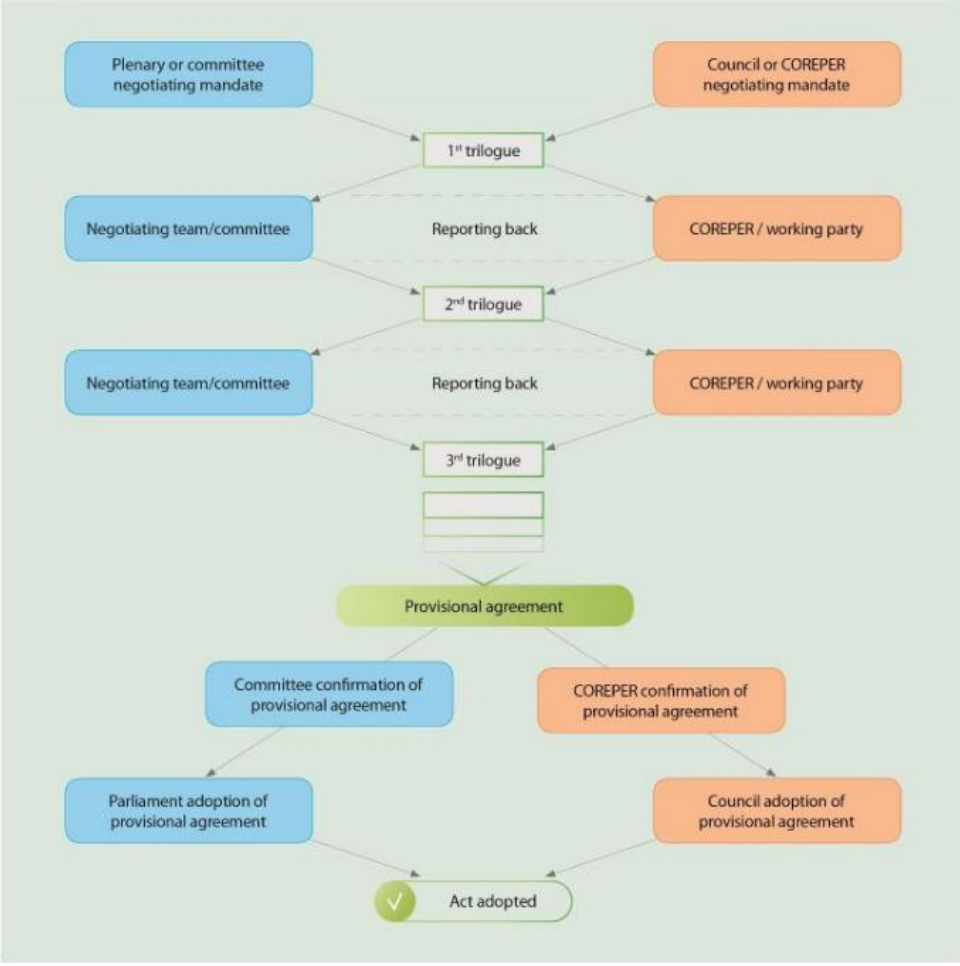 Plenary or committee
negotiating mandate
Council or COREPER
negotiating mandate
1st trilogue
Negotiating team/committee
Reporting back
COREPER / working party
2nd trilogue
Negotiating team/committee
Reporting back
COREPER / working party
3rd trilogue
Provisional agreement
Committee confirmation of
provisional agreement
COREPER confirmation of
provisional agreement
Parliament adoption of
provisional agreement
Council adoption of
provisional agreement
Act adopted